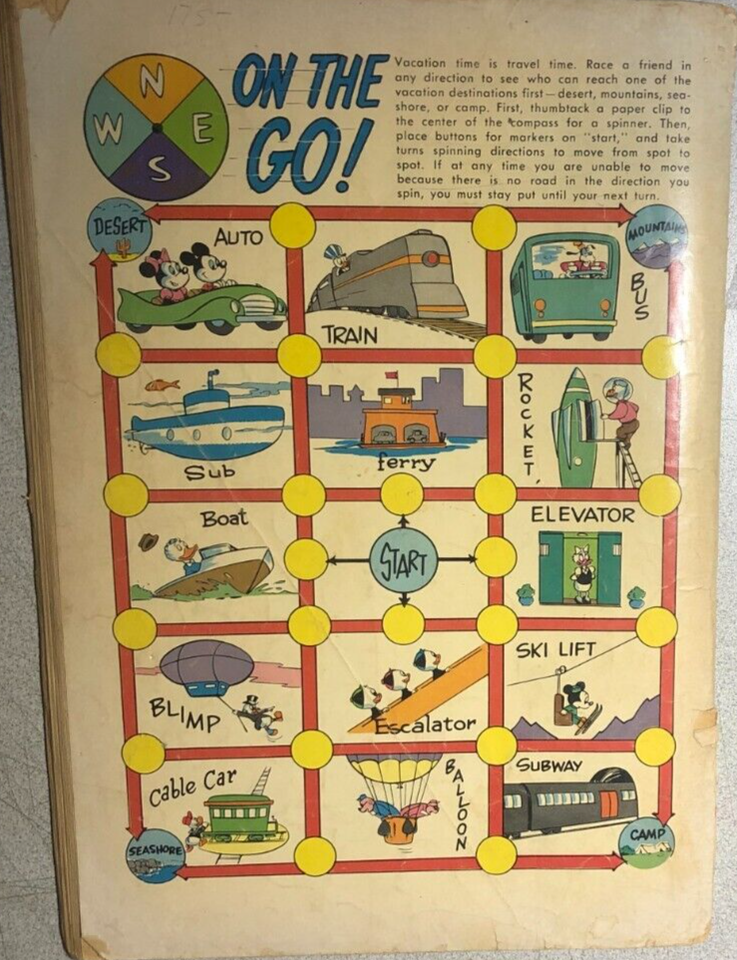 175-
N
W E
S
ON THE
GO!
Vacation time is travel time. Race a friend in
any direction to see who can reach one of the
vacation destinations first—desert, mountains, sea-
shore, or camp. First, thumbtack a paper clip to
the center of the compass for a spinner. Then,
place buttons for markers on "start," and take
turns spinning directions to move from spot to
spot. If at any time you are unable to move
because there is no road in the direction you
spin, you must stay put until your next turn.
DESERT
MOUNTAINS
AUTO
TRAIN
BUS
Sub
ferry
ROCKET
Boat
START
ELEVATOR
BLIMP
Escalator
SKI LIFT
Cable Car
BALLOON
SUBWAY
SEASHORE
CAMP